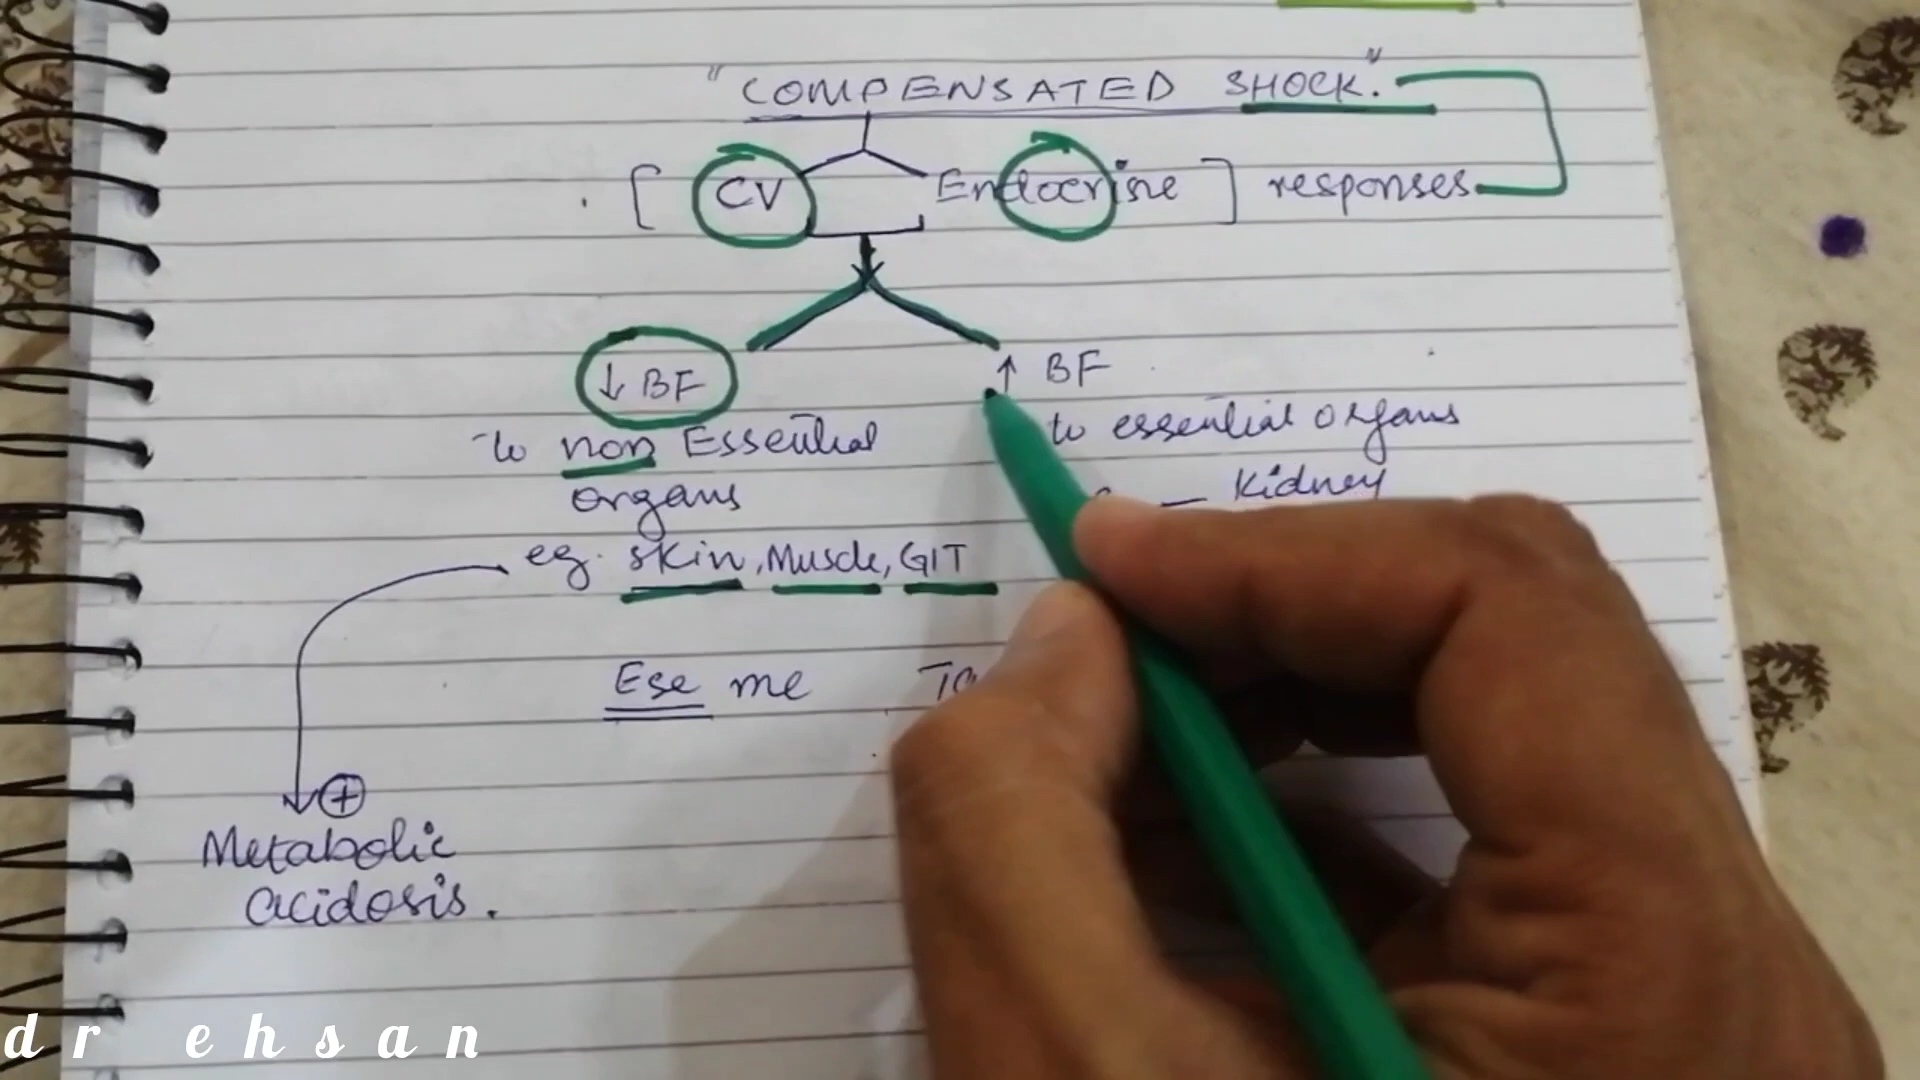 "COMPENSATED SHOCK."
[ CV Endocrine ] responses
↓ BF
to non Essential
organs
eg. skin, Muscle, GIT
↑ BF
to essential organs
— Kidney
Ese me
⊕
Metabolic
acidosis.
dr ehsan